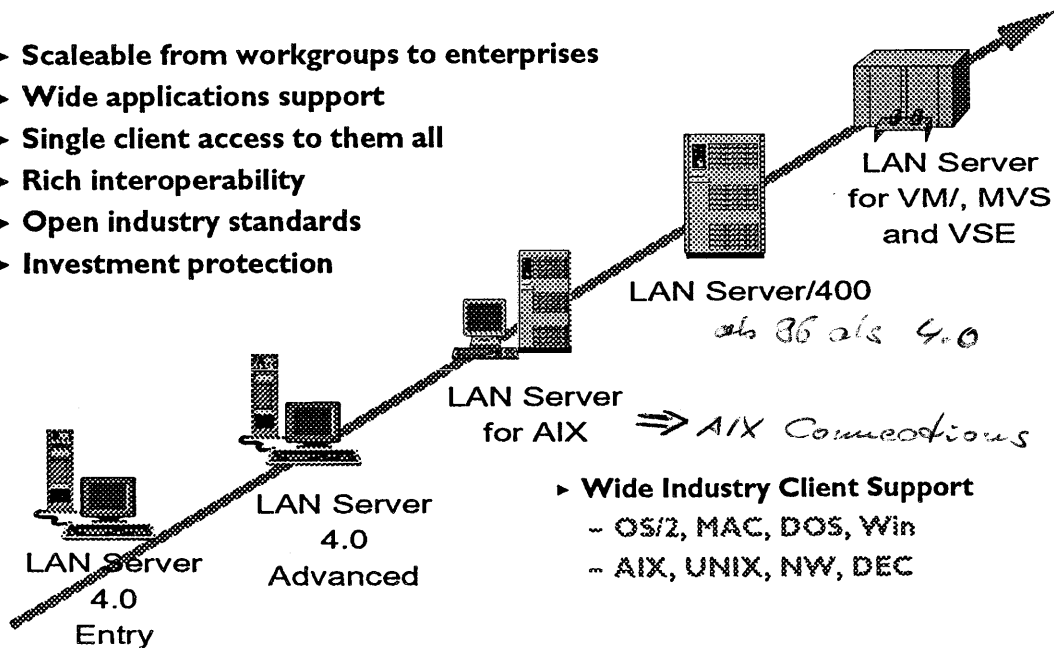 ▸ Scaleable from workgroups to enterprises
▸ Wide applications support
▸ Single client access to them all
▸ Rich interoperability
▸ Open industry standards
▸ Investment protection
LAN Server
for VM/, MVS
and VSE
LAN Server/400
ab 96 als 4.0
LAN Server
for AIX
⇒ AIX Connections
LAN Server
4.0
Advanced
LAN Server
4.0
Entry
▸ Wide Industry Client Support
– OS/2, MAC, DOS, Win
– AIX, UNIX, NW, DEC